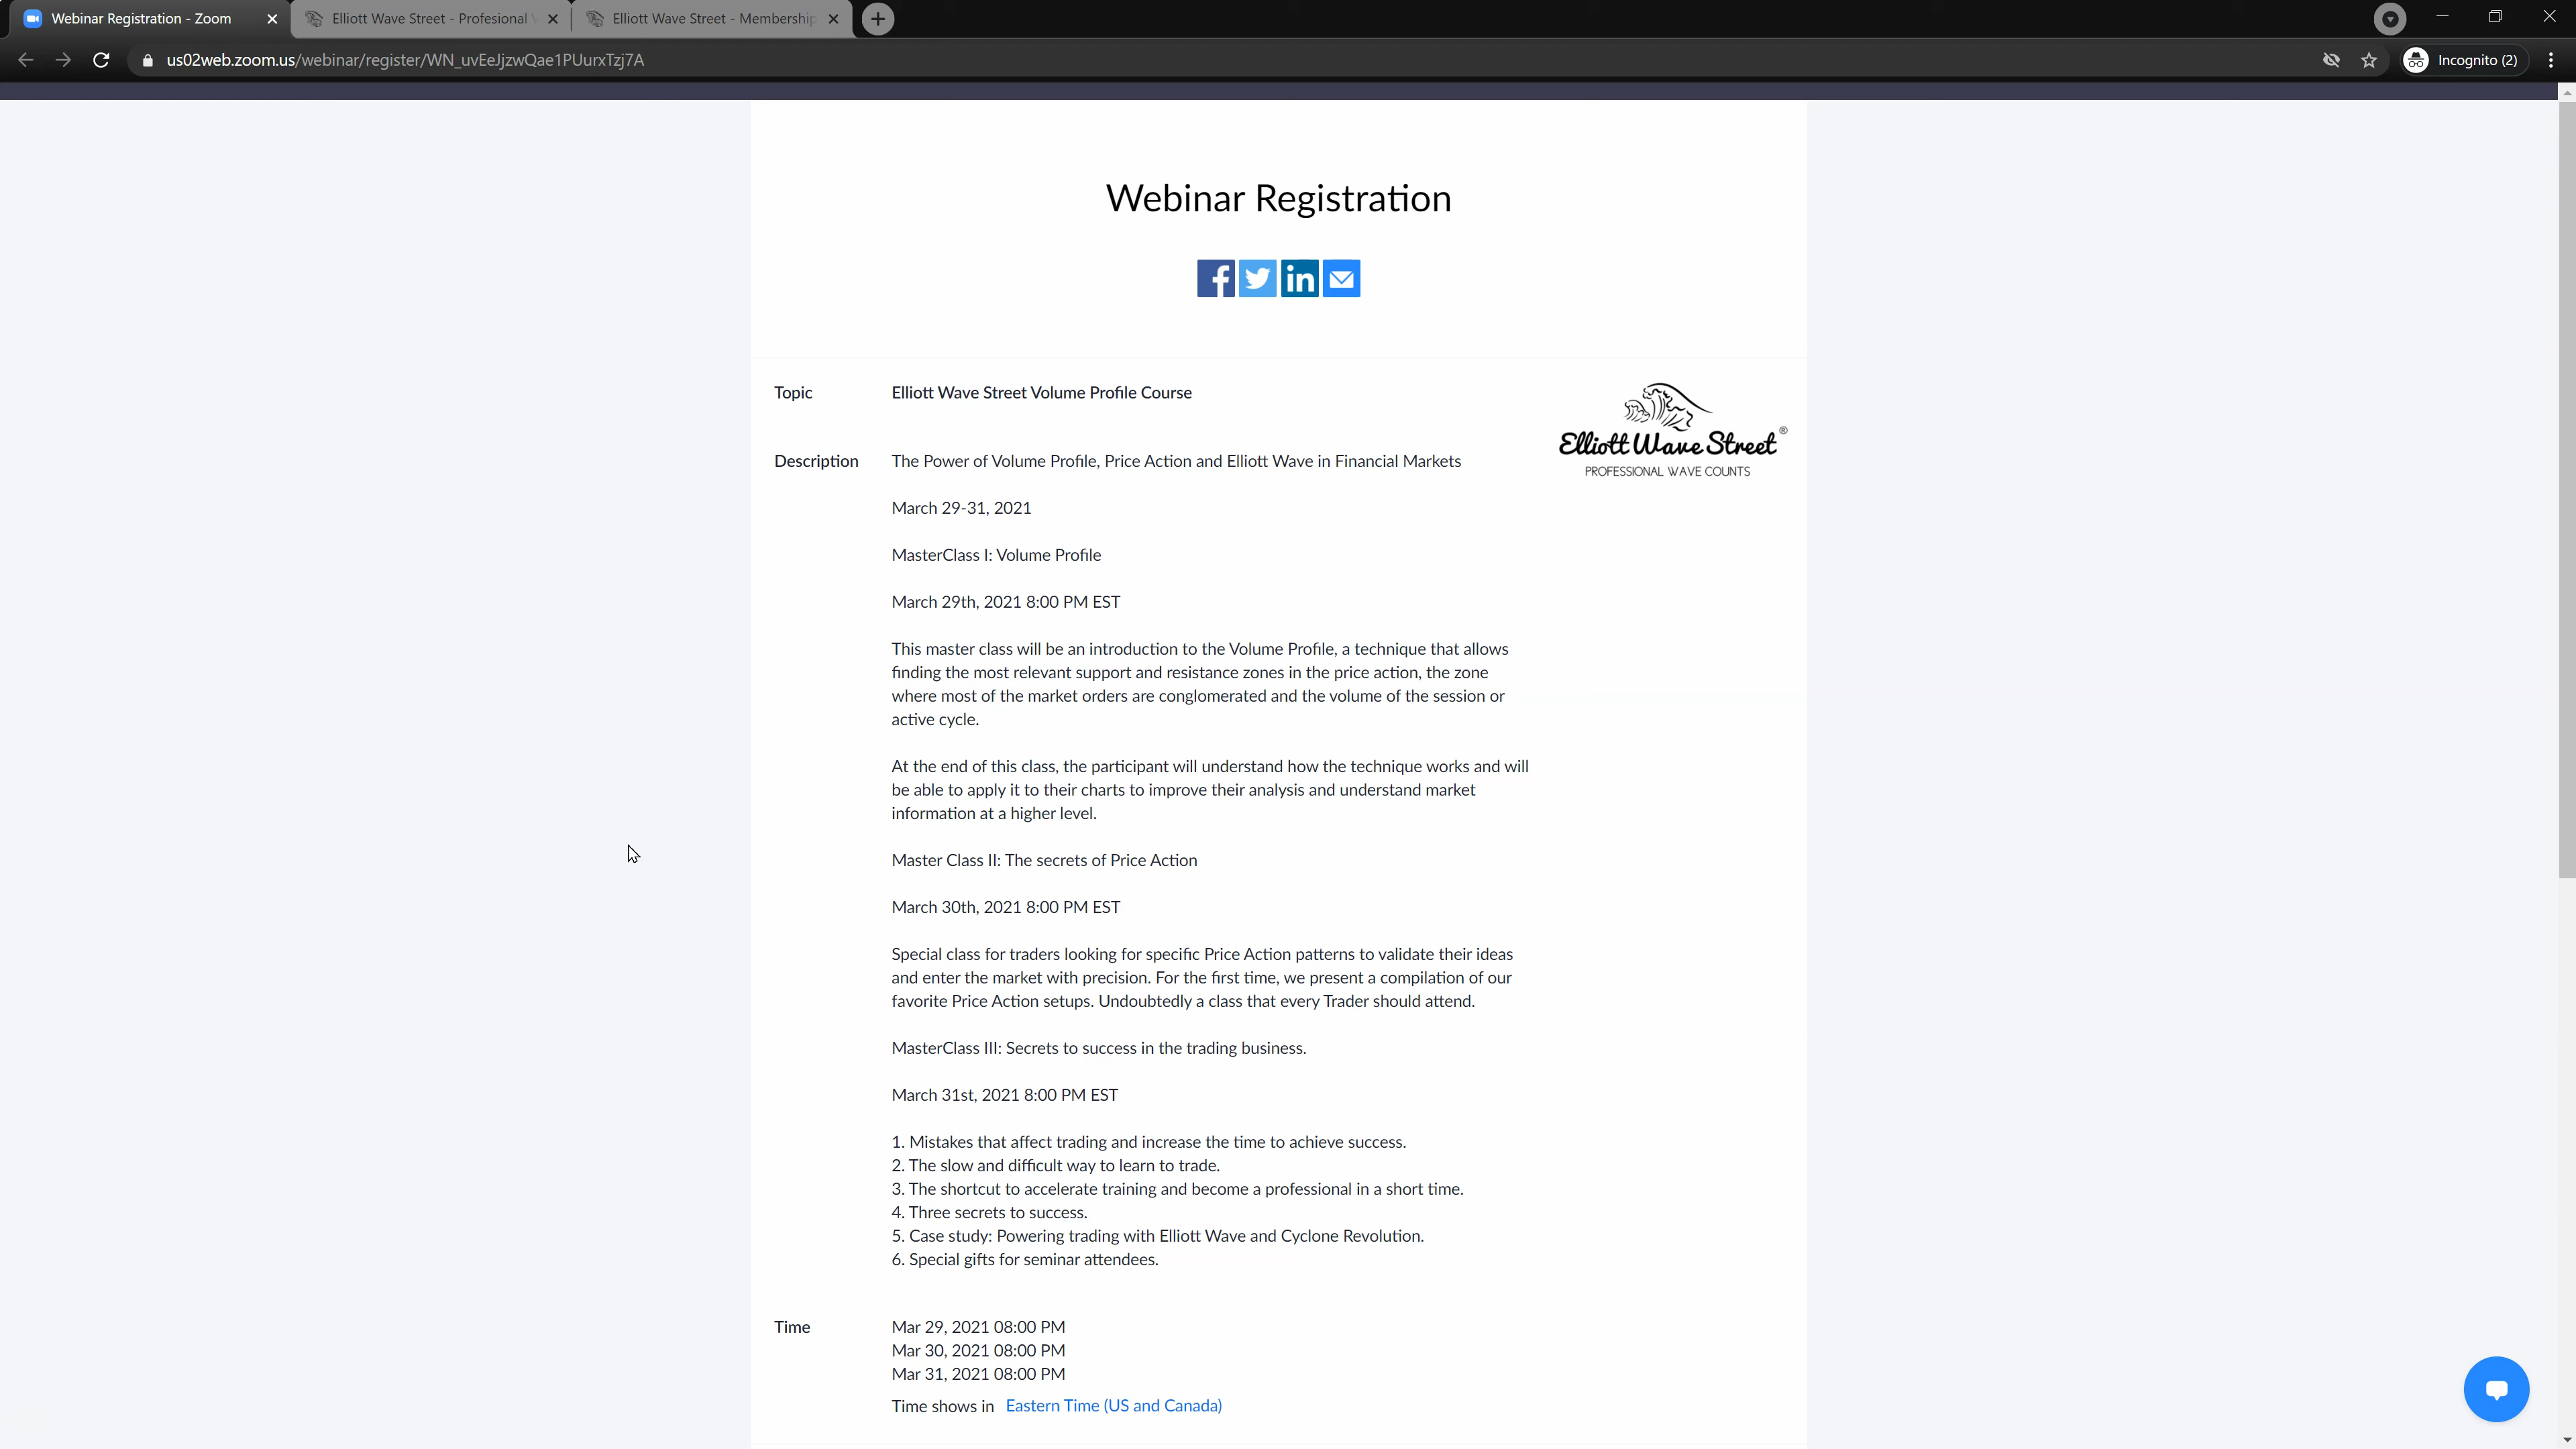 Webinar Registration - Zoom
Elliott Wave Street - Profesional
Elliott Wave Street - Membership
us02web.zoom.us/webinar/register/WN_uvEeJjzwQae1PUurxTzj7A
Incognito (2)
Webinar Registration
Topic
Elliott Wave Street Volume Profile Course
Elliott Wave Street ®
PROFESSIONAL WAVE COUNTS
Description
The Power of Volume Profile, Price Action and Elliott Wave in Financial Markets
March 29-31, 2021
MasterClass I: Volume Profile
March 29th, 2021 8:00 PM EST
This master class will be an introduction to the Volume Profile, a technique that allows
finding the most relevant support and resistance zones in the price action, the zone
where most of the market orders are conglomerated and the volume of the session or
active cycle.
At the end of this class, the participant will understand how the technique works and will
be able to apply it to their charts to improve their analysis and understand market
information at a higher level.
Master Class II: The secrets of Price Action
March 30th, 2021 8:00 PM EST
Special class for traders looking for specific Price Action patterns to validate their ideas
and enter the market with precision. For the first time, we present a compilation of our
favorite Price Action setups. Undoubtedly a class that every Trader should attend.
MasterClass III: Secrets to success in the trading business.
March 31st, 2021 8:00 PM EST
1. Mistakes that affect trading and increase the time to achieve success.
2. The slow and difficult way to learn to trade.
3. The shortcut to accelerate training and become a professional in a short time.
4. Three secrets to success.
5. Case study: Powering trading with Elliott Wave and Cyclone Revolution.
6. Special gifts for seminar attendees.
Time
Mar 29, 2021 08:00 PM
Mar 30, 2021 08:00 PM
Mar 31, 2021 08:00 PM
Time shows in Eastern Time (US and Canada)